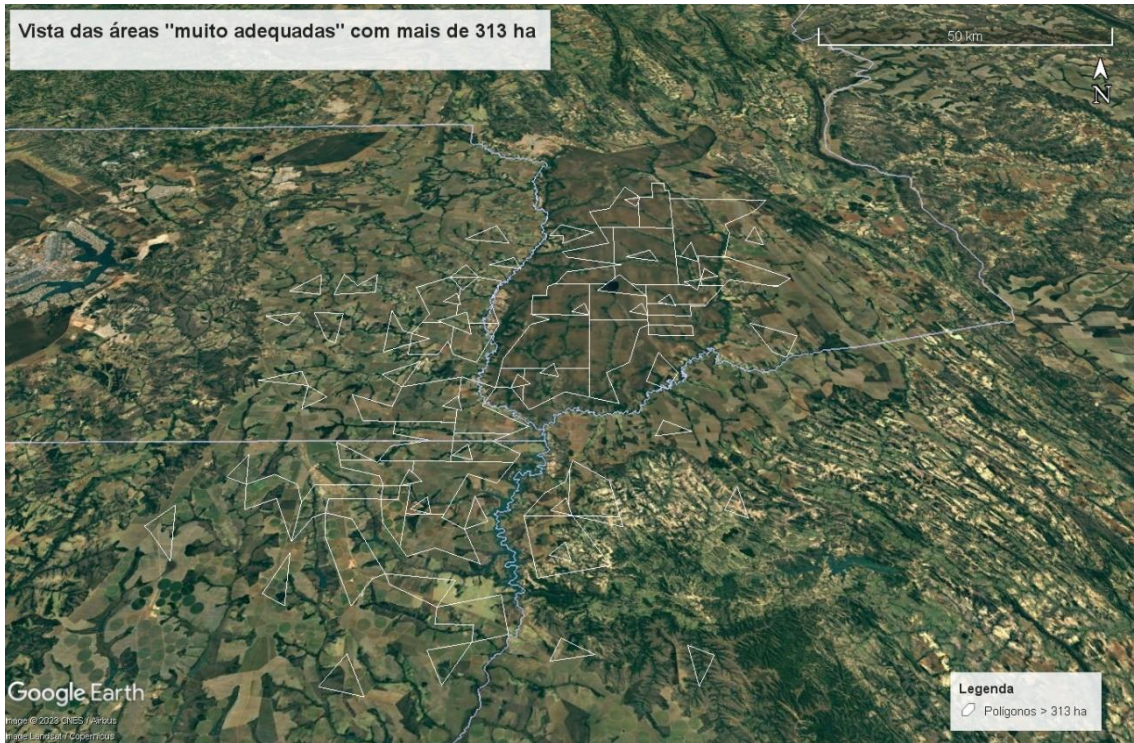 Vista das áreas "muito adequadas" com mais de 313 ha
50 km
N
Google Earth
Image © 2023 CNES / Airbus
Image Landsat / Copernicus
Legenda
Polígonos > 313 ha